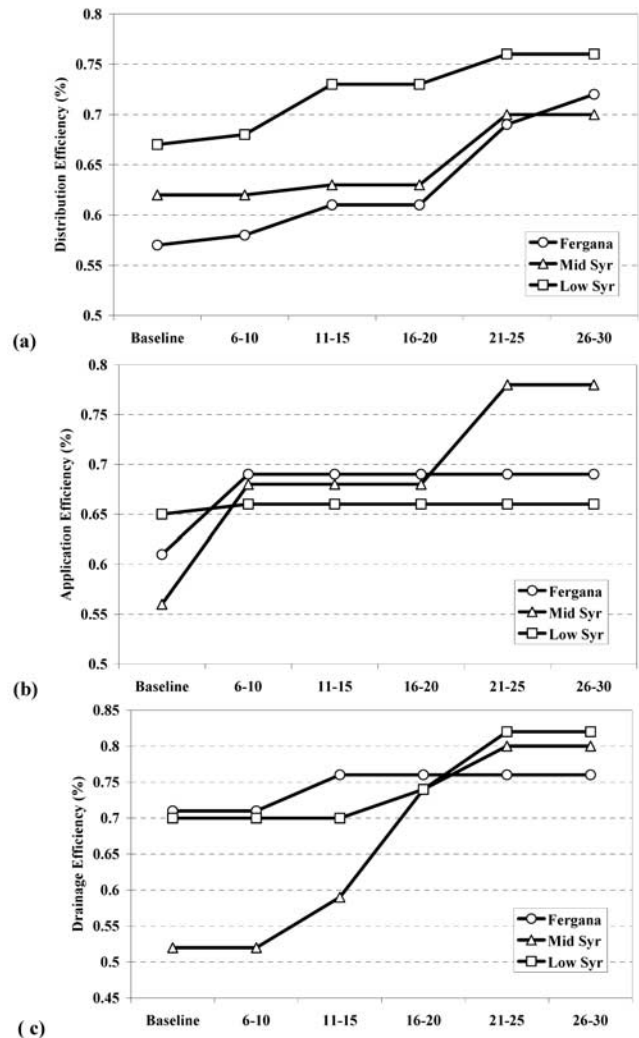 0.8
0.75
0.7
0.65
0.6
0.55
0.5
Distribution Efficiency (%)
Fergana
Mid Syr
Low Syr
(a)
Baseline 6-10 11-15 16-20 21-25 26-30
0.8
0.75
0.7
0.65
0.6
0.55
0.5
Application Efficiency (%)
Fergana
Mid Syr
Low Syr
(b)
Baseline 6-10 11-15 16-20 21-25 26-30
0.85
0.8
0.75
0.7
0.65
0.6
0.55
0.5
0.45
Drainage Efficiency (%)
Fergana
Mid Syr
Low Syr
( c)
Baseline 6-10 11-15 16-20 21-25 26-30